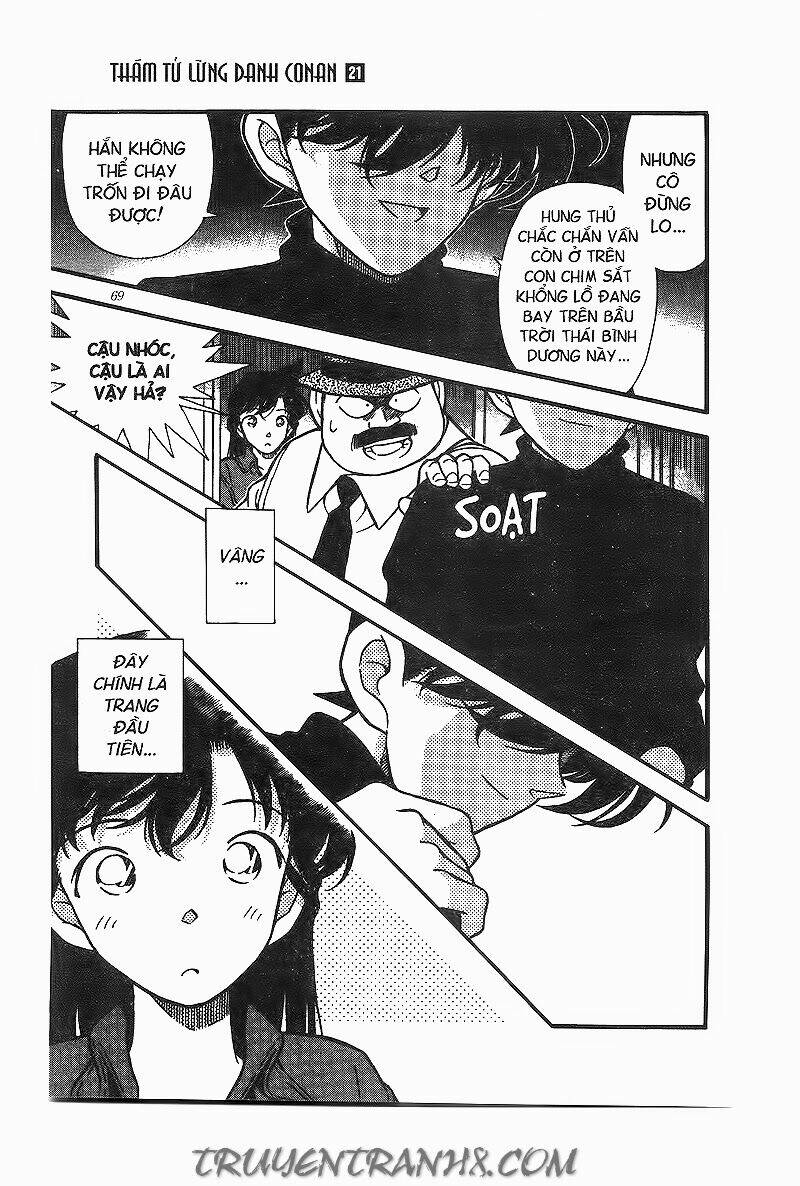 THÁM TỬ LỪNG DANH CONAN 21
NHƯNG
CÔ
ĐỪNG
LO...
HUNG THỦ
CHẮC CHẮN VẪN
CÒN Ở TRÊN
CON CHIM SẮT
KHỔNG LỒ ĐANG
BAY TRÊN BẦU
TRỜI THÁI BÌNH
DƯƠNG NÀY...
HẮN KHÔNG
THỂ CHẠY
TRỐN ĐI ĐÂU
ĐƯỢC!
69
CẬU NHÓC,
CẬU LÀ AI
VẬY HẢ?
SOẠT
VÂNG
...
ĐÂY
CHÍNH LÀ
TRANG
ĐẦU
TIÊN...
TRUYENTRANH8.COM